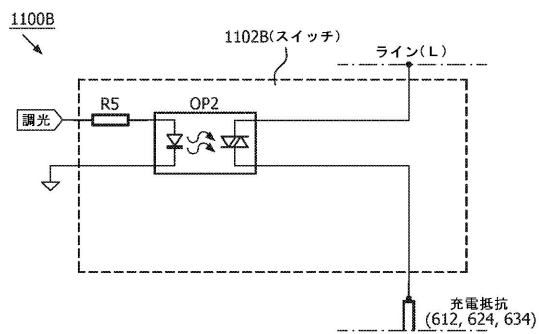 1100B
1102B(スイッチ)
ライン(L)
調光
R5
OP2
充電抵抗
(612, 624, 634)